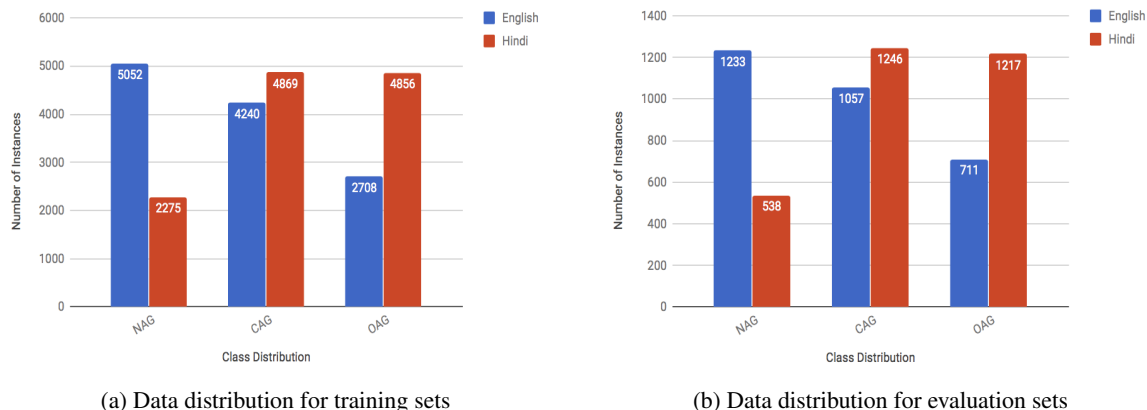 6000
5000
4000
3000
2000
1000
0
Number of Instances
5052
2275
4240
4869
2708
4856
NAG
CAG
OAG
Class Distribution
English
Hindi
(a) Data distribution for training sets
1400
1200
1000
800
600
400
200
0
Number of Instances
1233
538
1057
1246
711
1217
NAG
CAG
OAG
Class Distribution
English
Hindi
(b) Data distribution for evaluation sets